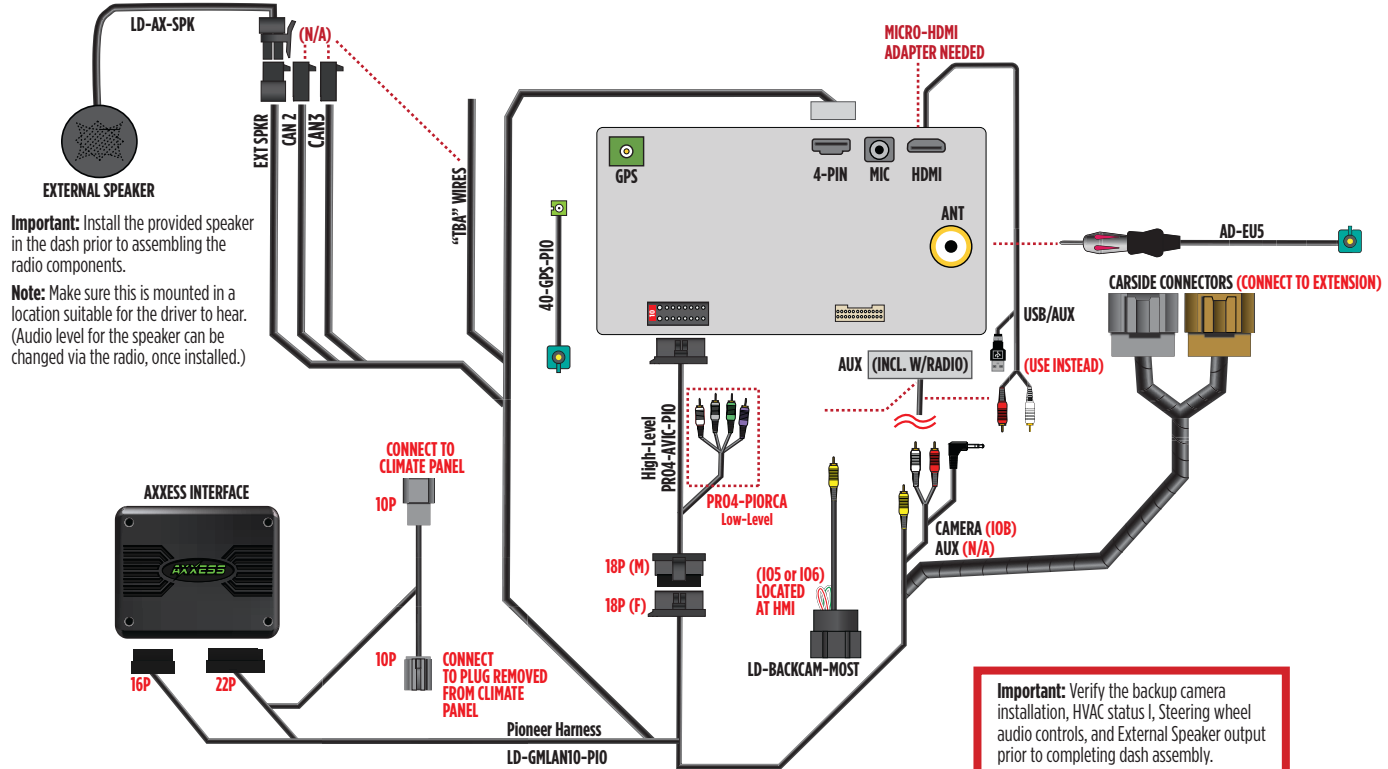 LD-AX-SPK
(N/A)
EXT SPKR
CAN 2
CAN3
"TBA" WIRES
EXTERNAL SPEAKER
Important: Install the provided speaker
in the dash prior to assembling the
radio components.
Note: Make sure this is mounted in a
location suitable for the driver to hear.
(Audio level for the speaker can be
changed via the radio, once installed.)
MICRO-HDMI
ADAPTER NEEDED
GPS
4-PIN
MIC
HDMI
ANT
40-GPS-PIO
AD-EU5
CARSIDE CONNECTORS (CONNECT TO EXTENSION)
USB/AUX
AUX
(INCL. W/RADIO)
(USE INSTEAD)
High-Level
PRO4-AVIC-PIO
PRO4-PIORCA
Low-Level
CONNECT TO
CLIMATE PANEL
10P
AXXESS INTERFACE
AXXESS
18P (M)
18P (F)
(IO5 or IO6)
LOCATED
AT HMI
CAMERA (IOB)
AUX (N/A)
LD-BACKCAM-MOST
10P
CONNECT
TO PLUG REMOVED
FROM CLIMATE
PANEL
16P
22P
Pioneer Harness
LD-GMLAN10-PIO
Important: Verify the backup camera
installation, HVAC status I, Steering wheel
audio controls, and External Speaker output
prior to completing dash assembly.